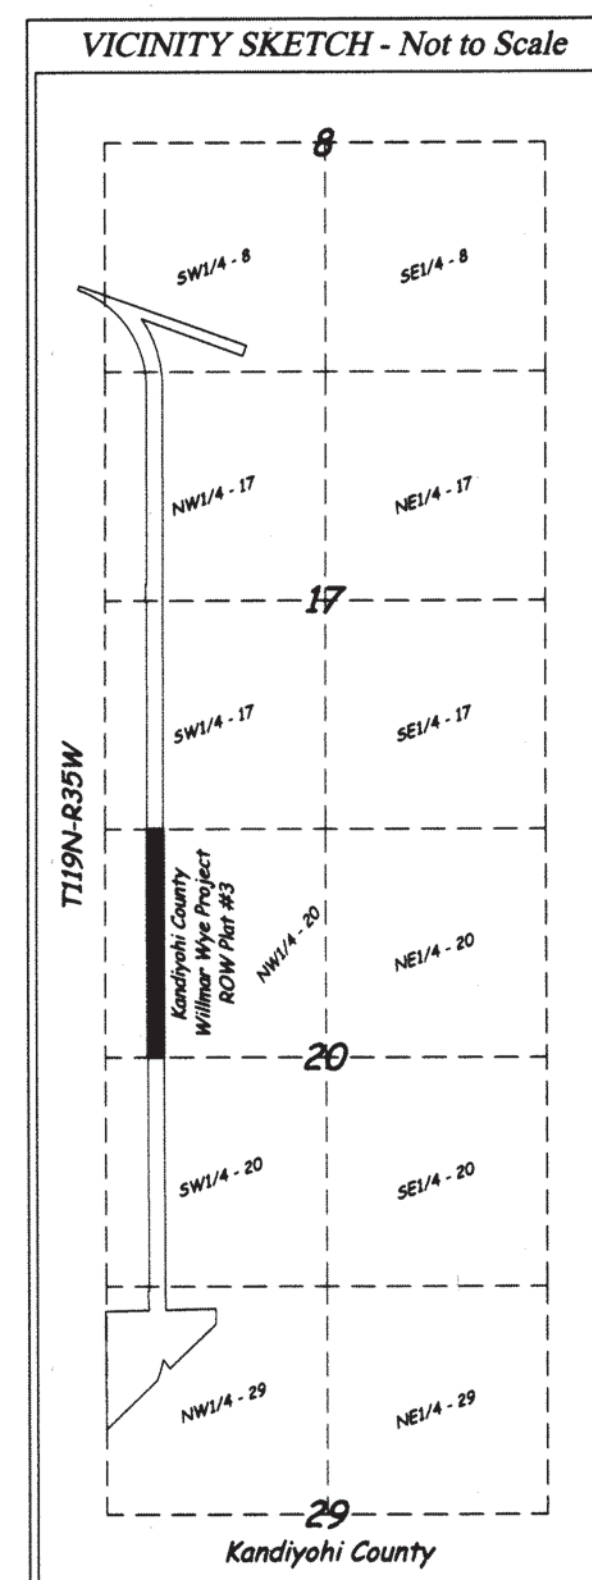 VICINITY SKETCH - Not to Scale
8
SW1/4 - 8
SE1/4 - 8
NW1/4 - 17
NE1/4 - 17
17
SW1/4 - 17
SE1/4 - 17
T119N-R35W
Kandiyohi County
Willmar Wye Project
ROW Plat #3
NW1/4 - 20
NE1/4 - 20
20
SW1/4 - 20
SE1/4 - 20
NW1/4 - 29
NE1/4 - 29
29
Kandiyohi County